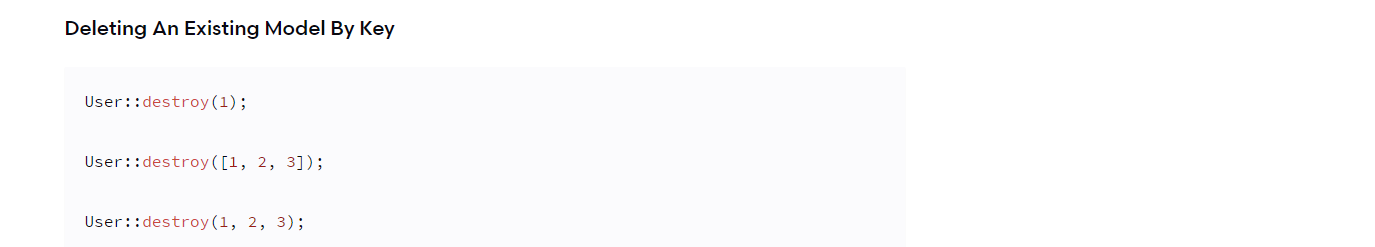 Deleting An Existing Model By Key
User::destroy(1);
User::destroy([1, 2, 3]);
User::destroy(1, 2, 3);